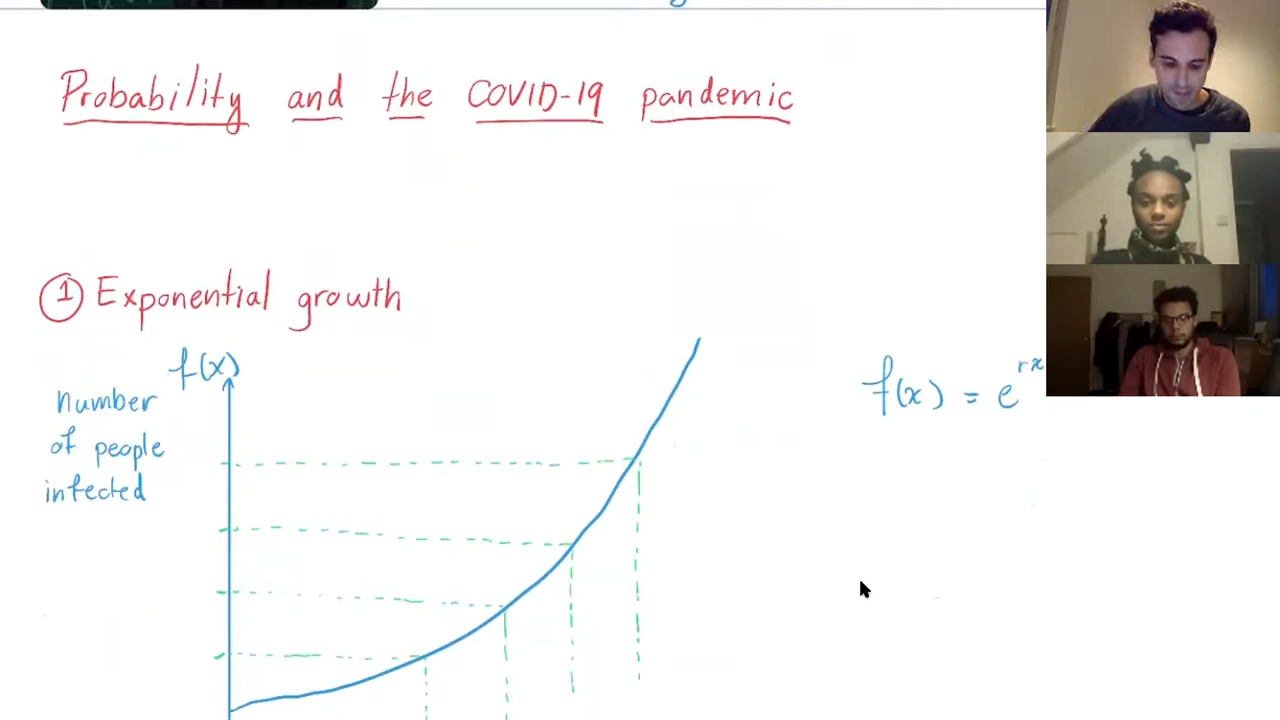 Probability and the COVID-19 pandemic
① Exponential growth
f(x)
number
of people
infected
f(x) = e^rx